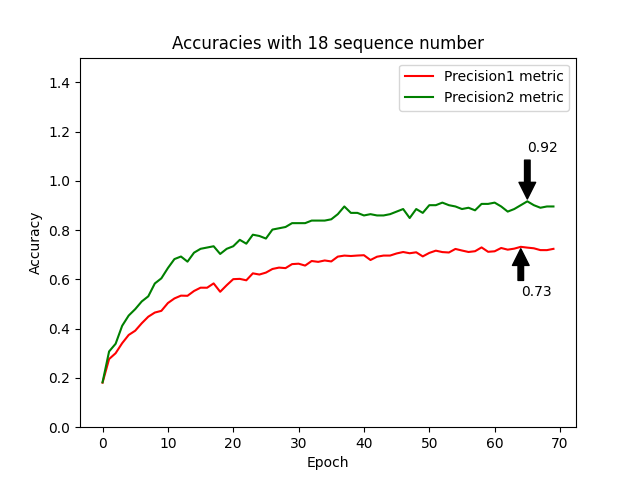 Accuracies with 18 sequence number
Precision1 metric
Precision2 metric
0.92
0.73
Accuracy
1.4
1.2
1.0
0.8
0.6
0.4
0.2
0.0
0 10 20 30 40 50 60 70
Epoch